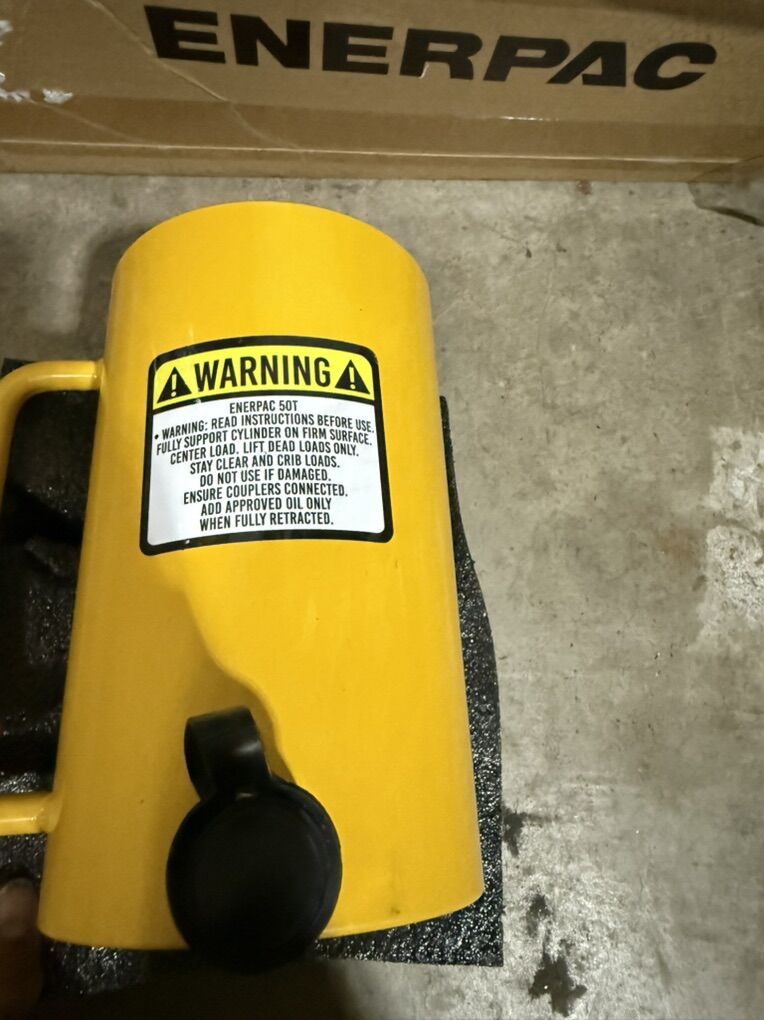 ENERPAC
WARNING
ENERPAC 50T
• WARNING: READ INSTRUCTIONS BEFORE USE.
FULLY SUPPORT CYLINDER ON FIRM SURFACE.
CENTER LOAD. LIFT DEAD LOADS ONLY.
STAY CLEAR AND CRIB LOADS.
DO NOT USE IF DAMAGED.
ENSURE COUPLERS CONNECTED.
ADD APPROVED OIL ONLY
WHEN FULLY RETRACTED.